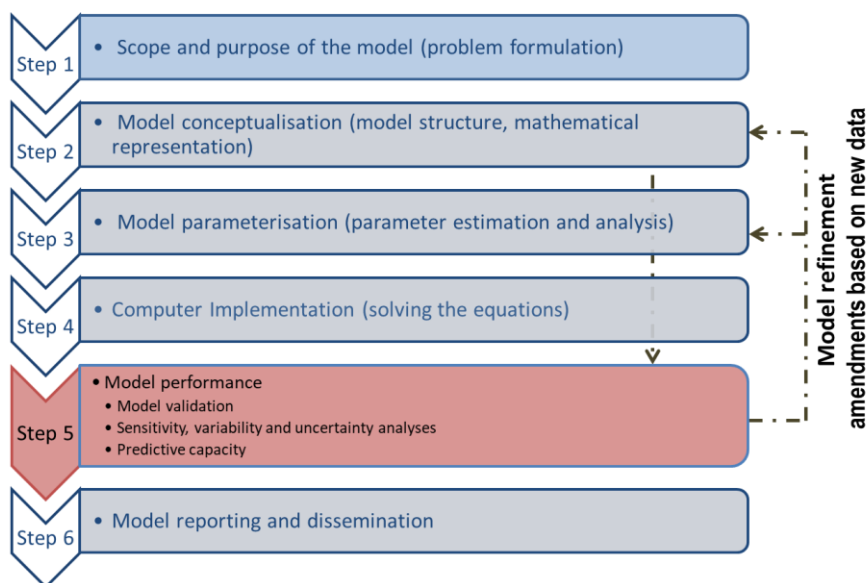 Step 1
• Scope and purpose of the model (problem formulation)
Step 2
• Model conceptualisation (model structure, mathematical
representation)
Step 3
• Model parameterisation (parameter estimation and analysis)
Step 4
• Computer Implementation (solving the equations)
Step 5
• Model performance
• Model validation
• Sensitivity, variability and uncertainty analyses
• Predictive capacity
Step 6
• Model reporting and dissemination
Model refinement
amendments based on new data